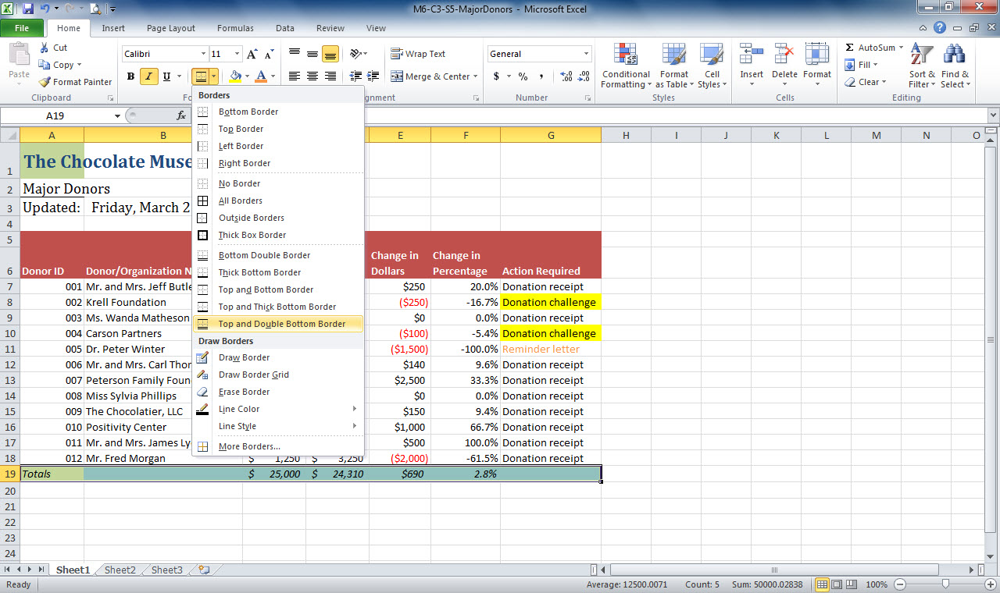 M6-C3-S5-MajorDonors - Microsoft Excel
File Home Insert Page Layout Formulas Data Review View
Paste
Cut
Copy
Format Painter
Clipboard
Calibri 11
B I U
Wrap Text
Merge & Center
General
$ % ,
Number
Conditional Formatting
Format as Table
Cell Styles
Styles
Insert
Delete
Format
Cells
AutoSum
Fill
Clear
Sort & Filter
Find & Select
Editing
A19
fx
Borders
Bottom Border
Top Border
Left Border
Right Border
No Border
All Borders
Outside Borders
Thick Box Border
Bottom Double Border
Thick Bottom Border
Top and Bottom Border
Top and Thick Bottom Border
Top and Double Bottom Border
Draw Borders
Draw Border
Draw Border Grid
Erase Border
Line Color
Line Style
More Borders...
A B E F G H I J K L M N O
1 The Chocolate Muse
2 Major Donors
3 Updated: Friday, March 2
4
5
6 Donor ID Donor/Organization N Change in Dollars Change in Percentage Action Required
7 001 Mr. and Mrs. Jeff Butle $250 20.0% Donation receipt
8 002 Krell Foundation ($250) -16.7% Donation challenge
9 003 Ms. Wanda Matheson $0 0.0% Donation receipt
10 004 Carson Partners ($100) -5.4% Donation challenge
11 005 Dr. Peter Winter ($1,500) -100.0% Reminder letter
12 006 Mr. and Mrs. Carl Thor $140 9.6% Donation receipt
13 007 Peterson Family Foun $2,500 33.3% Donation receipt
14 008 Miss Sylvia Phillips $0 0.0% Donation receipt
15 009 The Chocolatier, LLC $150 9.4% Donation receipt
16 010 Positivity Center $1,000 66.7% Donation receipt
17 011 Mr. and Mrs. James Ly $500 100.0% Donation receipt
18 012 Mr. Fred Morgan $ 1,250 $ 3,250 ($2,000) -61.5% Donation receipt
19 Totals $ 25,000 $ 24,310 $690 2.8%
20
21
22
23
24
Sheet1 Sheet2 Sheet3
Ready
Average: 12500.0071 Count: 5 Sum: 50000.02838 100%